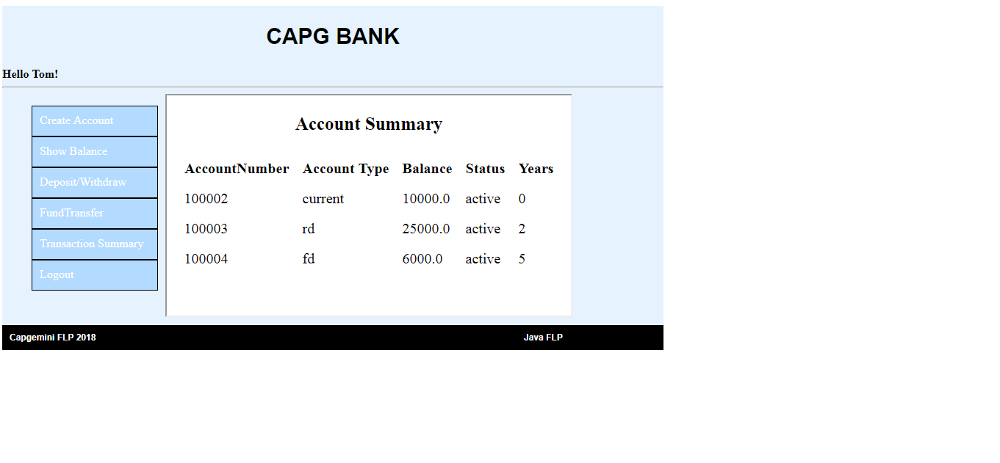 CAPG BANK
Hello Tom!
Create Account
Show Balance
Deposit/Withdraw
FundTransfer
Transaction Summary
Logout
Account Summary
AccountNumber Account Type Balance Status Years
100002 current 10000.0 active 0
100003 rd 25000.0 active 2
100004 fd 6000.0 active 5
Capgemini FLP 2018 Java FLP